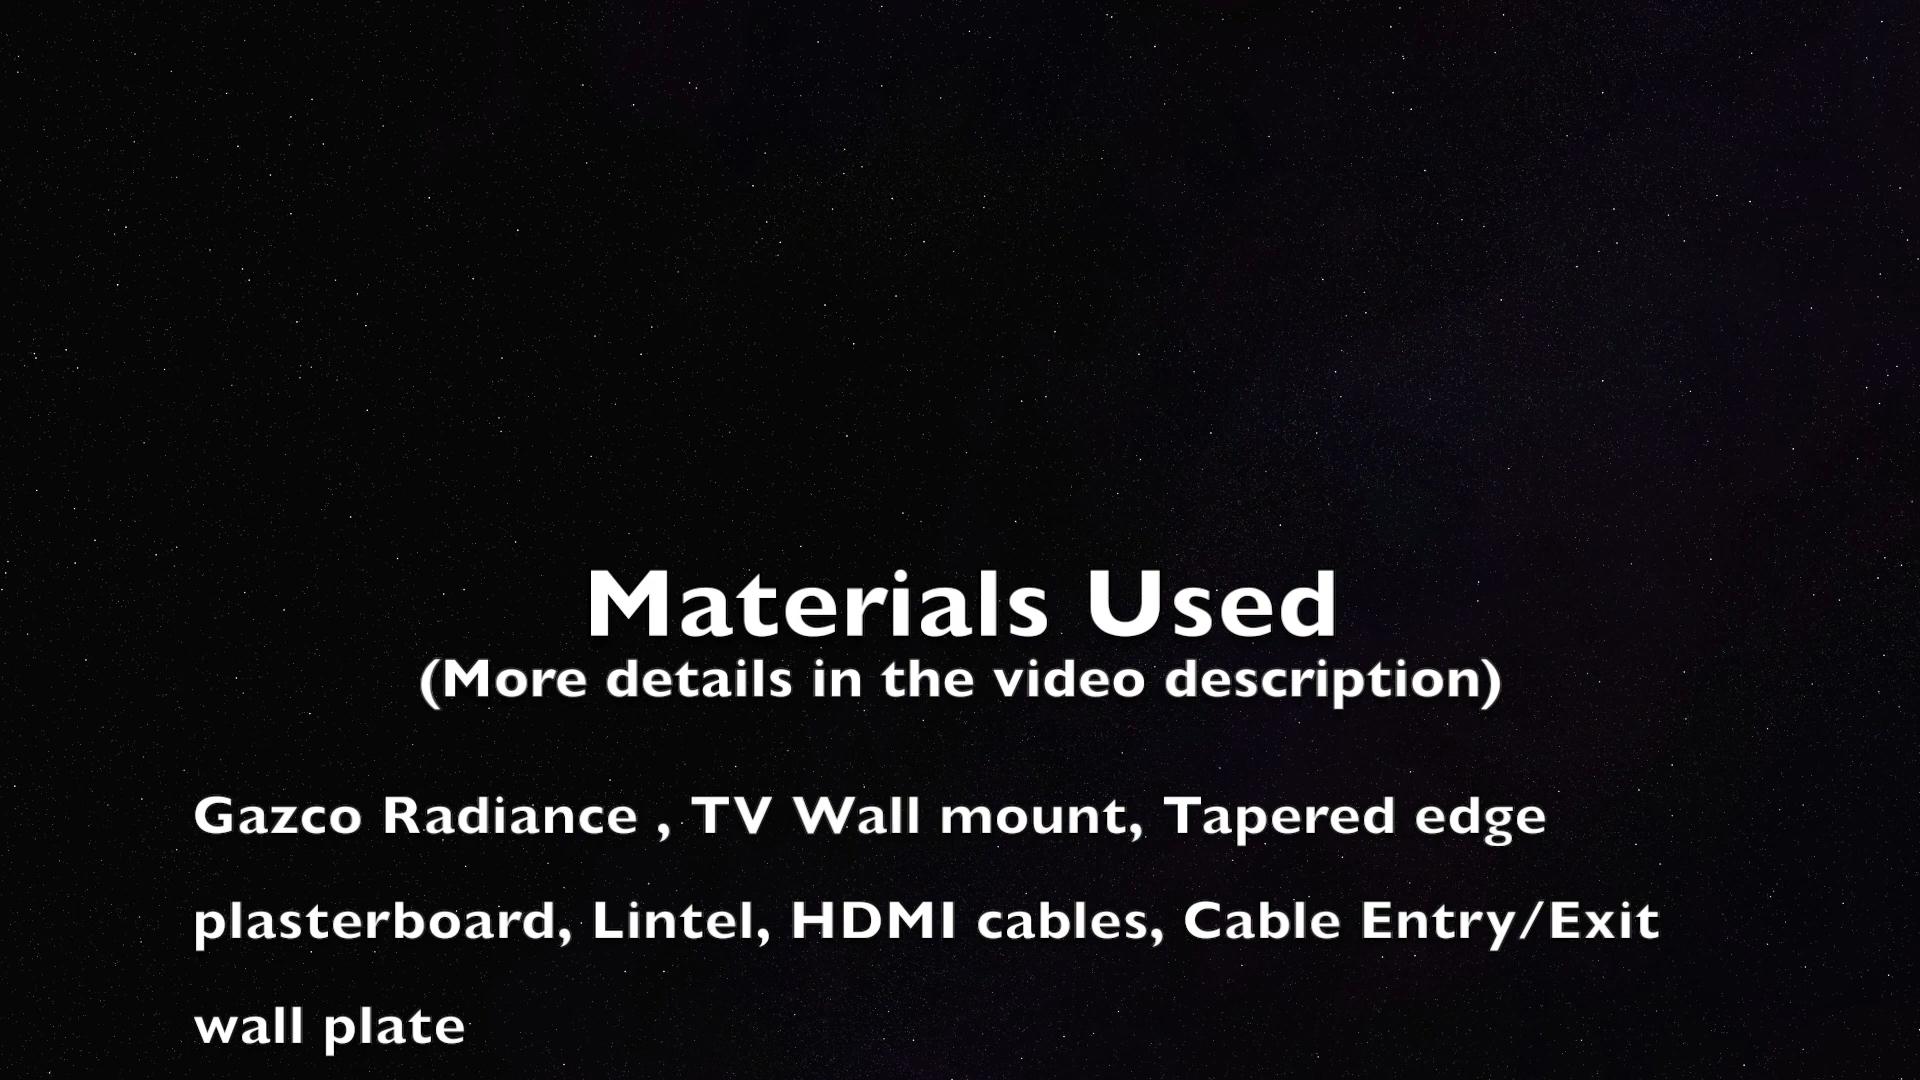 Materials Used
(More details in the video description)
Gazco Radiance , TV Wall mount, Tapered edge
plasterboard, Lintel, HDMI cables, Cable Entry/Exit
wall plate